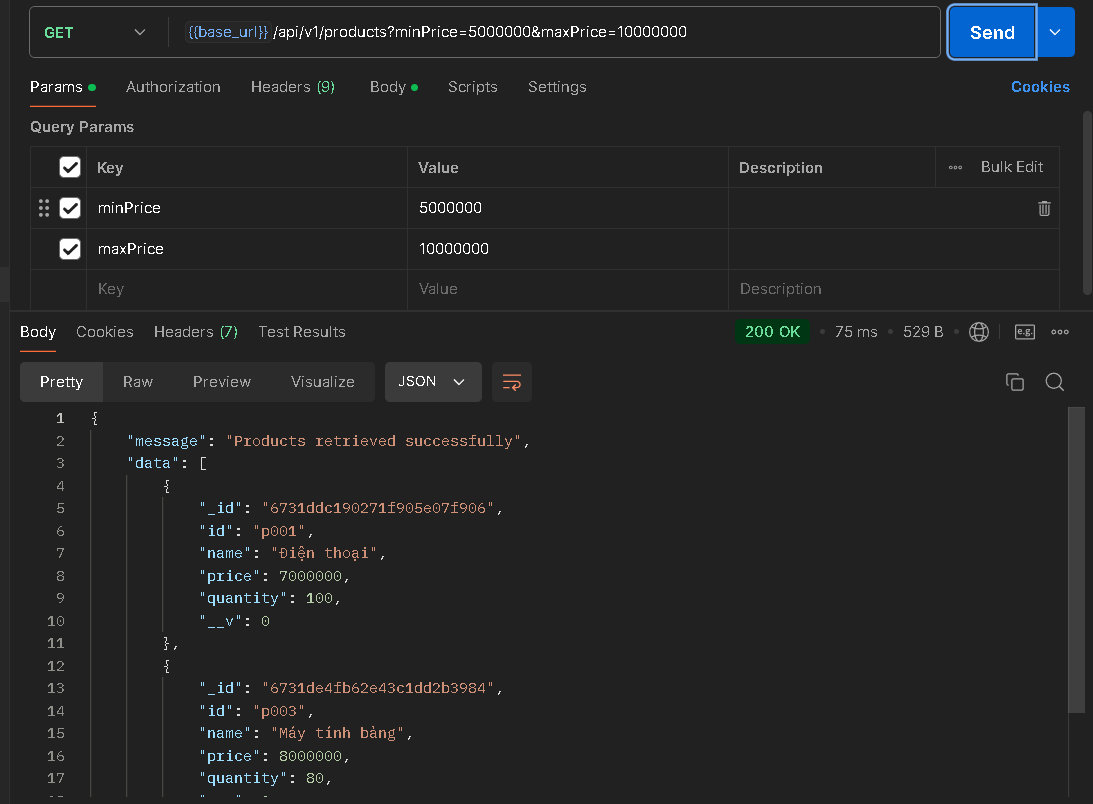 GET {{base_url}} /api/v1/products?minPrice=5000000&maxPrice=10000000 Send
Params Authorization Headers (9) Body Scripts Settings Cookies
Query Params
Key Value Description Bulk Edit
minPrice 5000000
maxPrice 10000000
Key Value Description
Body Cookies Headers (7) Test Results 200 OK 75 ms 529 B e.g.
Pretty Raw Preview Visualize JSON
1 {
2 "message": "Products retrieved successfully",
3 "data": [
4 {
5 "_id": "6731ddc190271f905e07f906",
6 "id": "p001",
7 "name": "Điện thoại",
8 "price": 7000000,
9 "quantity": 100,
10 "__v": 0
11 },
12 {
13 "_id": "6731de4fb62e43c1dd2b3984",
14 "id": "p003",
15 "name": "Máy tính bảng",
16 "price": 8000000,
17 "quantity": 80,